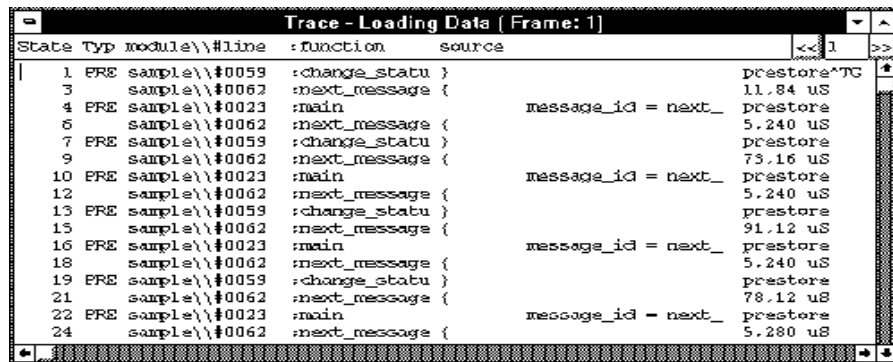 Trace - Loading Data [ Frame: 1]
State Typ module\\#line :function source << 1 >>
1 PRE sample\\#0059 :change_statu } prestore^TG
3 sample\\#0062 :next_message { 11.84 uS
4 PRE sample\\#0023 :main message_id = next_ prestore
6 sample\\#0062 :next_message { 5.240 uS
7 PRE sample\\#0059 :change_statu } prestore
9 sample\\#0062 :next_message { 73.16 uS
10 PRE sample\\#0023 :main message_id = next_ prestore
12 sample\\#0062 :next_message { 5.240 uS
13 PRE sample\\#0059 :change_statu } prestore
15 sample\\#0062 :next_message { 91.12 uS
16 PRE sample\\#0023 :main message_id = next_ prestore
18 sample\\#0062 :next_message { 5.240 uS
19 PRE sample\\#0059 :change_statu } prestore
21 sample\\#0062 :next_message { 78.12 uS
22 PRE sample\\#0023 :main message_id = next_ prestore
24 sample\\#0062 :next_message { 5.280 uS